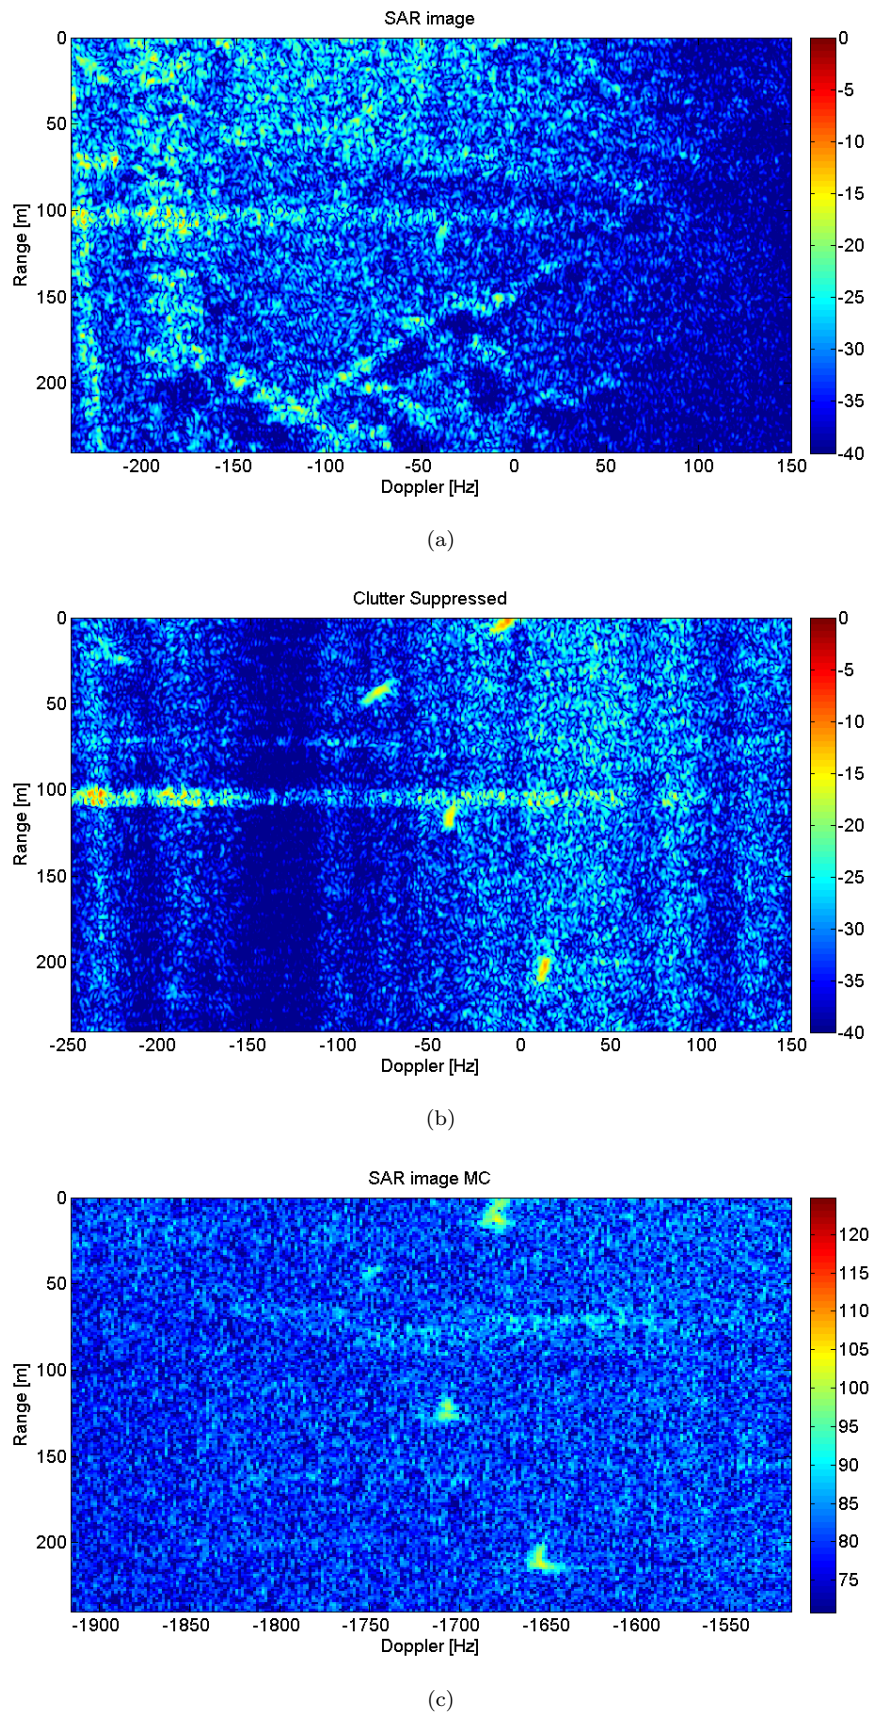 SAR image
0
50
100
150
200
Range [m]
-200 -150 -100 -50 0 50 100 150
Doppler [Hz]
0
-5
-10
-15
-20
-25
-30
-35
-40
(a)
Clutter Suppressed
0
50
100
150
200
Range [m]
-250 -200 -150 -100 -50 0 50 100 150
Doppler [Hz]
0
-5
-10
-15
-20
-25
-30
-35
-40
(b)
SAR image MC
0
50
100
150
200
Range [m]
-1900 -1850 -1800 -1750 -1700 -1650 -1600 -1550
Doppler [Hz]
120
115
110
105
100
95
90
85
80
75
(c)